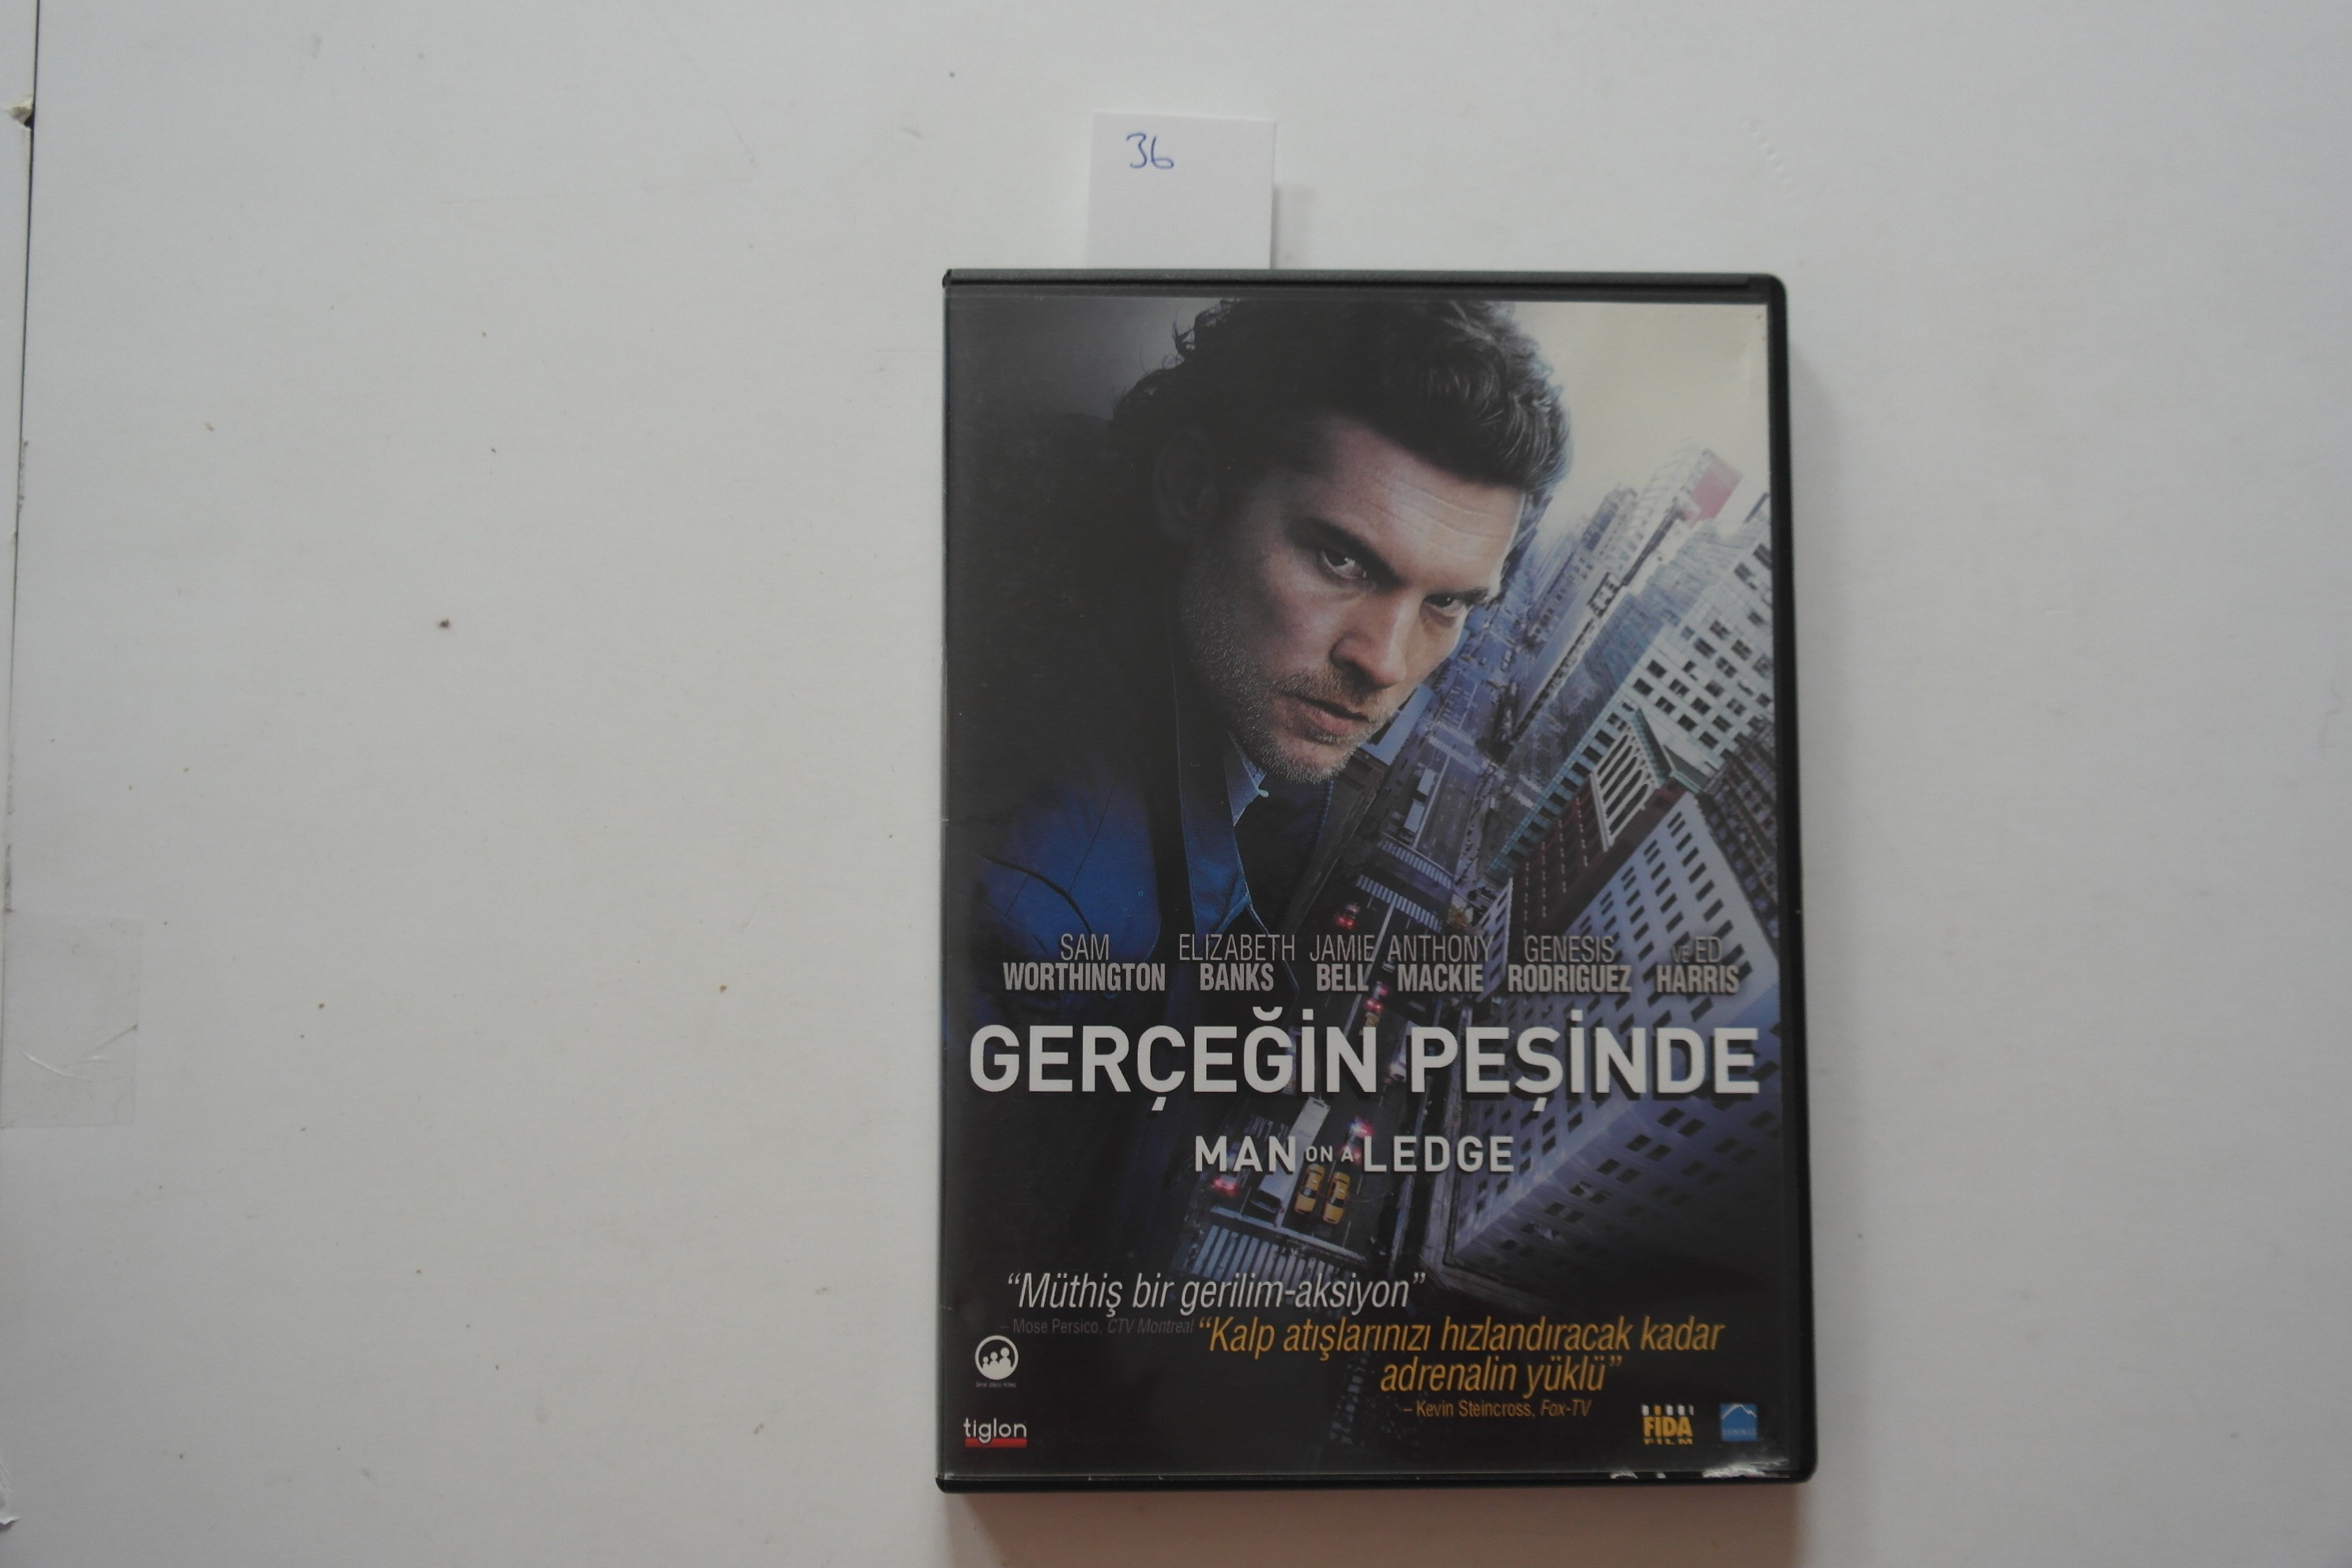 36
SAM ELIZABETH JAMIE ANTHONY GENESIS VE ED
WORTHINGTON BANKS BELL MACKIE RODRIGUEZ HARRIS
GERÇEĞİN PEŞİNDE
MAN ON A LEDGE
“Müthiş bir gerilim-aksiyon”
– Mose Persico, CTV Montreal
“Kalp atışlarınızı hızlandıracak kadar
adrenalin yüklü”
– Kevin Steincross, Fox-TV
tiglon
FIDA
FILM
SUMMIT